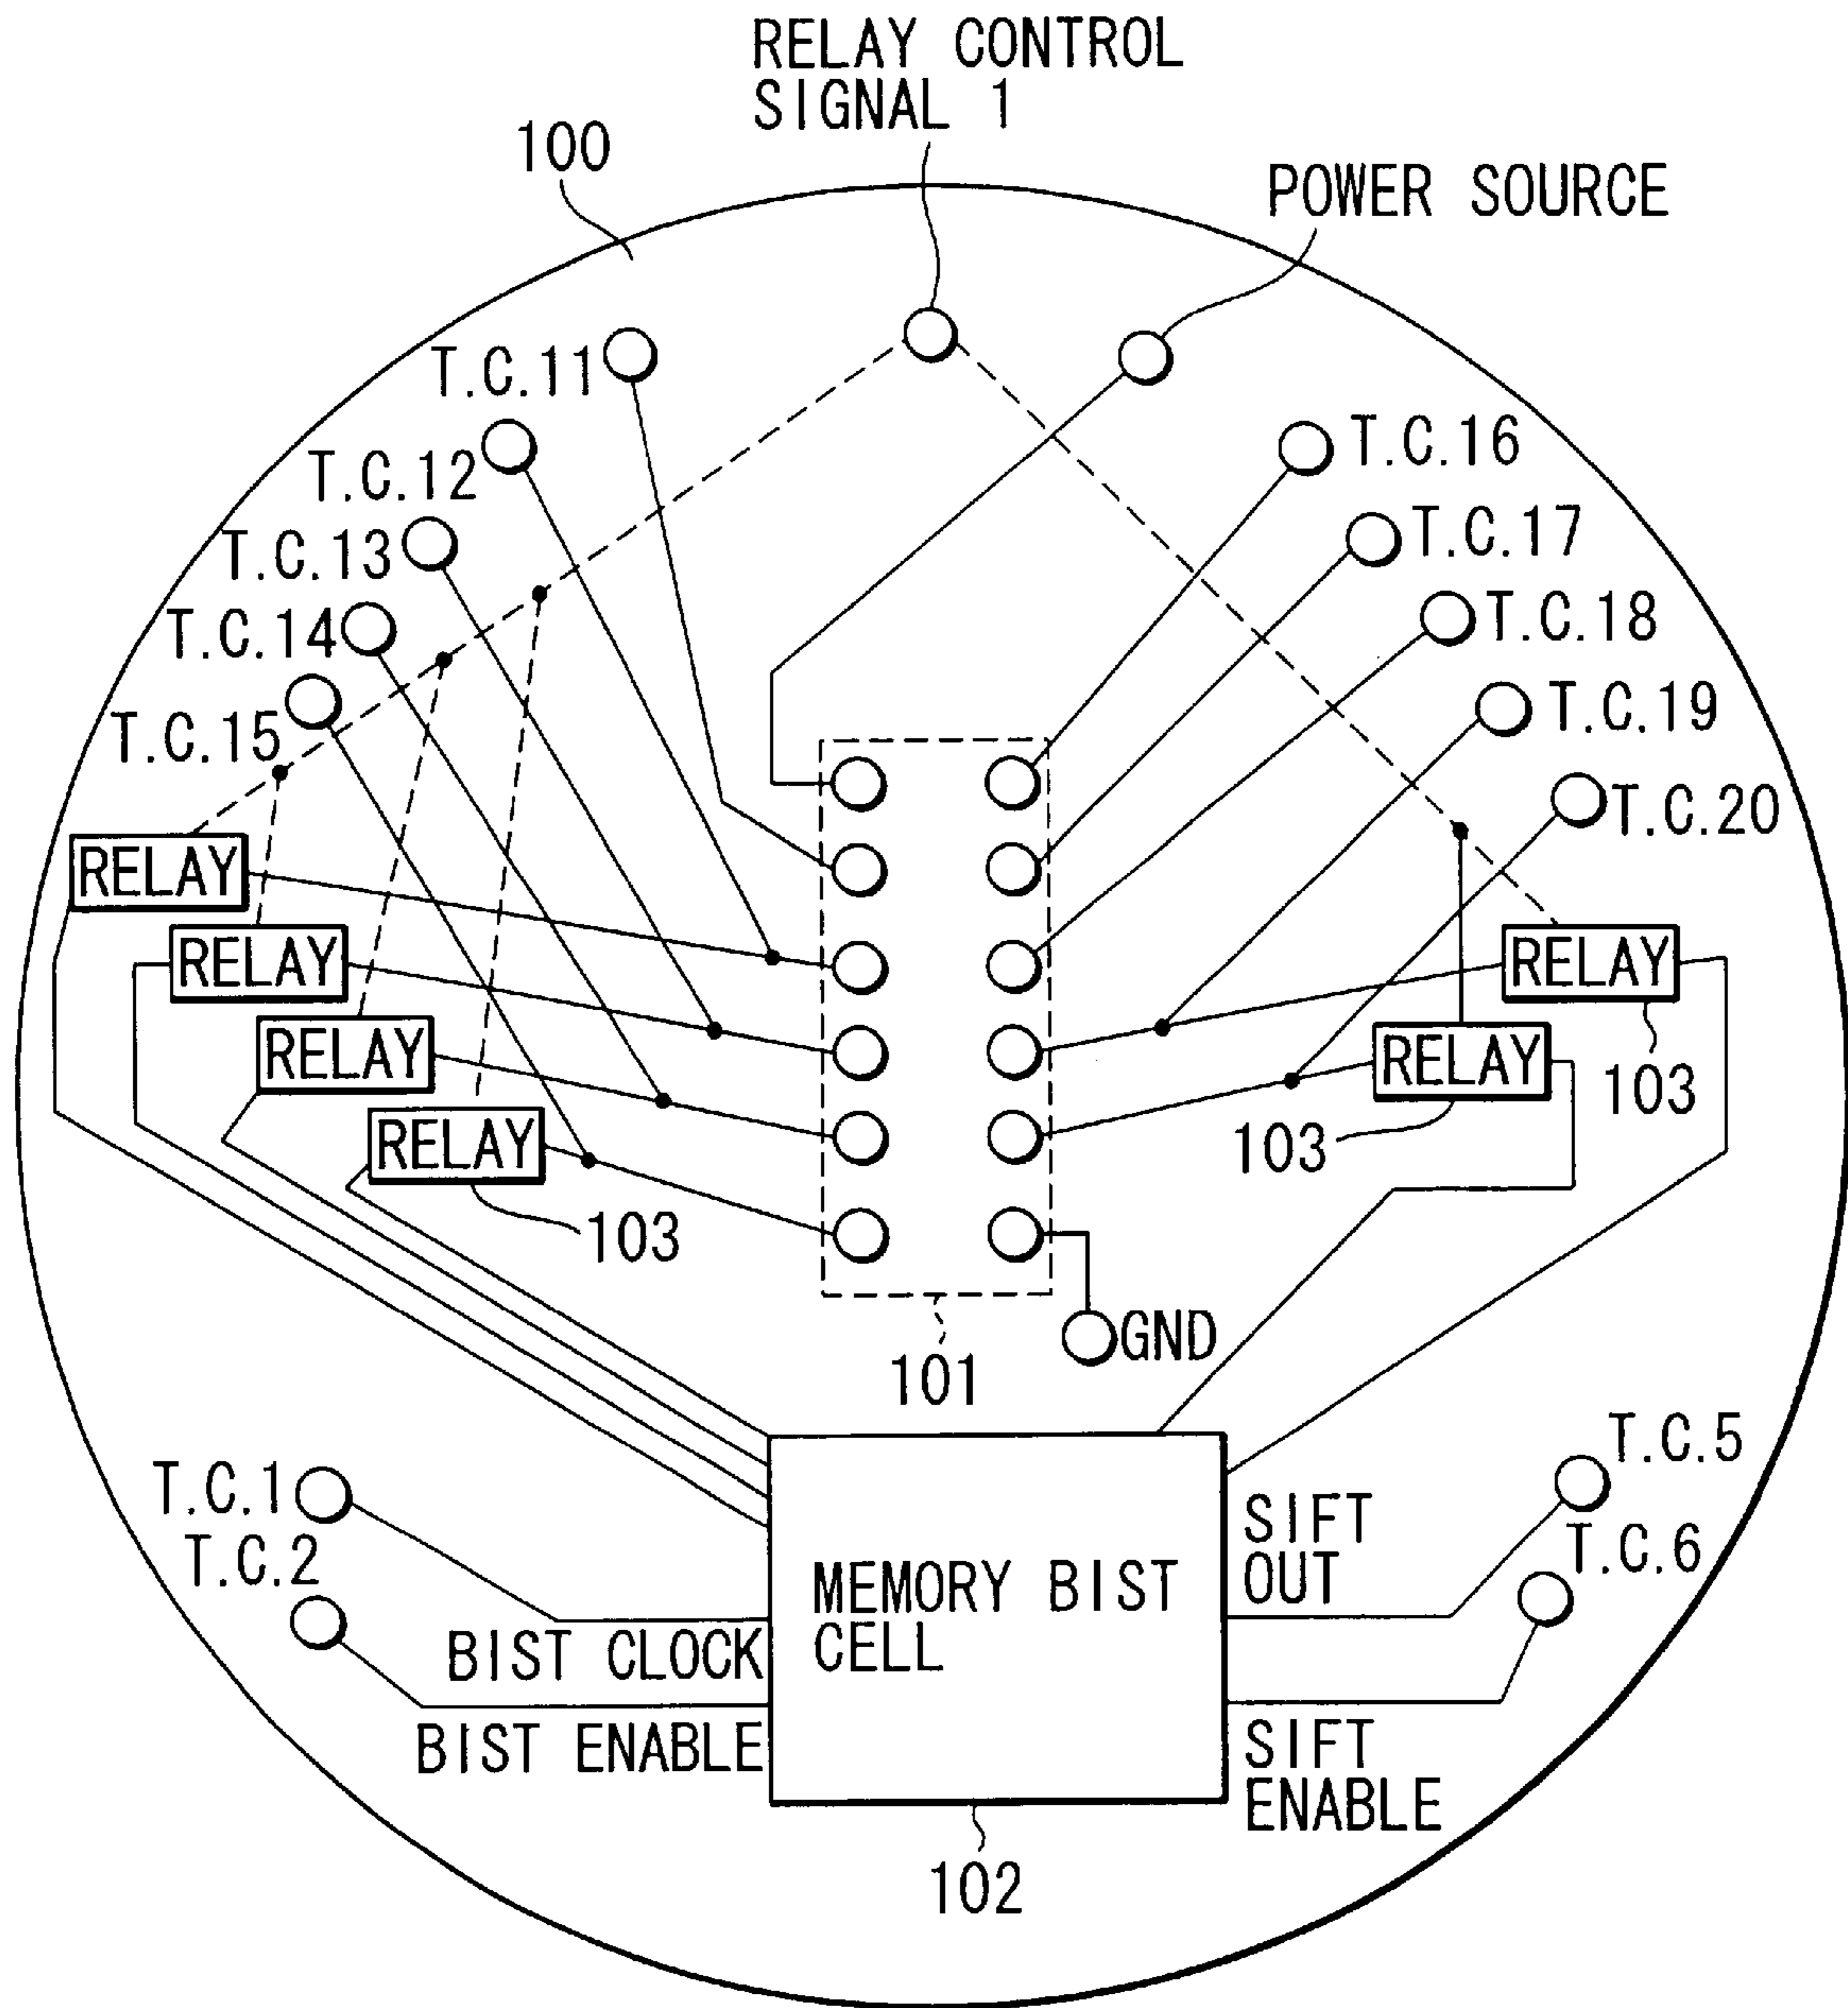 RELAY CONTROL
SIGNAL 1
100
POWER SOURCE
T.C.11
T.C.12
T.C.13
T.C.14
T.C.15
T.C.16
T.C.17
T.C.18
T.C.19
T.C.20
RELAY
RELAY
RELAY
RELAY
103
RELAY
103
RELAY
103
GND
101
T.C.1
T.C.2
T.C.5
T.C.6
BIST CLOCK
BIST ENABLE
MEMORY BIST
CELL
SIFT
OUT
SIFT
ENABLE
102